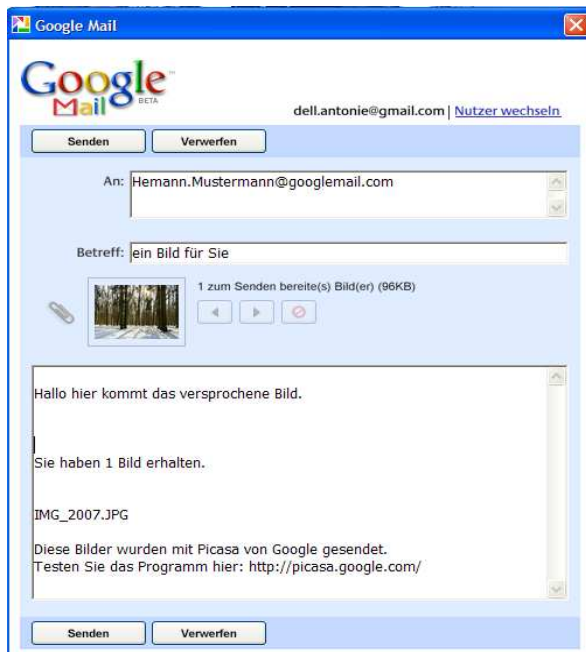 Google Mail
Google™
Mail BETA
dell.antonie@gmail.com | Nutzer wechseln
Senden Verwerfen
An: Hemann.Mustermann@googlemail.com
Betreff: ein Bild für Sie
1 zum Senden bereite(s) Bild(er) (96KB)
Hallo hier kommt das versprochene Bild.
Sie haben 1 Bild erhalten.
IMG_2007.JPG
Diese Bilder wurden mit Picasa von Google gesendet.
Testen Sie das Programm hier: http://picasa.google.com/
Senden Verwerfen